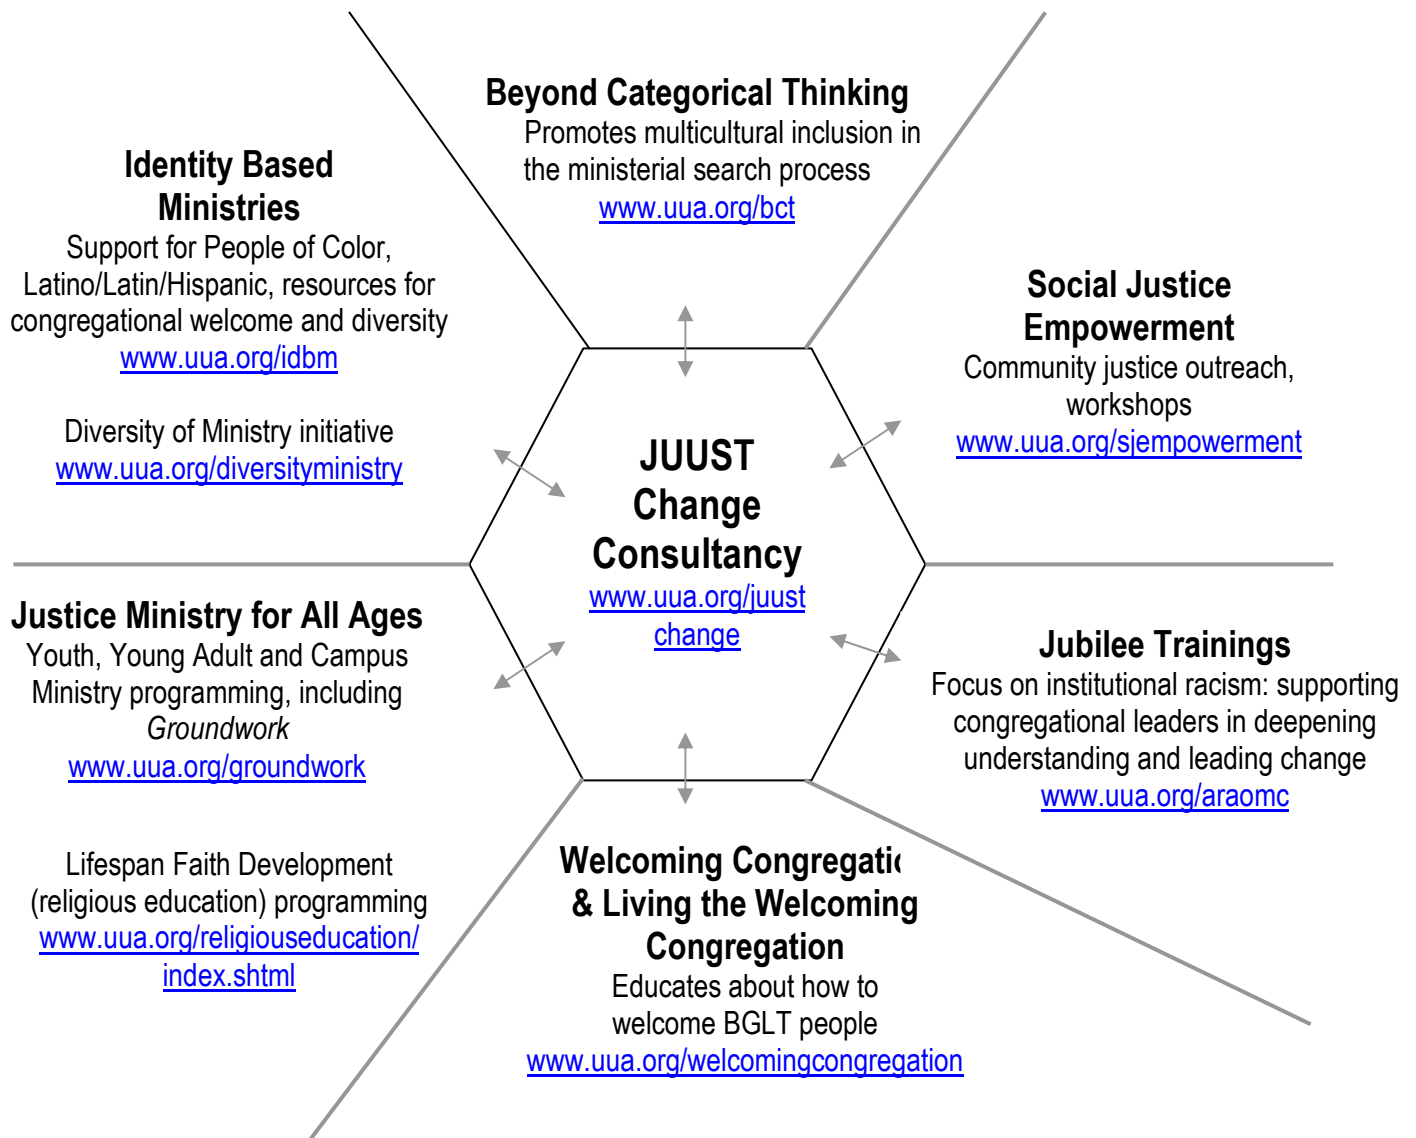 Beyond Categorical Thinking
Promotes multicultural inclusion in
the ministerial search process
www.uua.org/bct
Identity Based
Ministries
Support for People of Color,
Latino/Latin/Hispanic, resources for
congregational welcome and diversity
www.uua.org/idbm
Diversity of Ministry initiative
www.uua.org/diversityministry
Social Justice
Empowerment
Community justice outreach,
workshops
www.uua.org/sjempowerment
JUUST
Change
Consultancy
www.uua.org/juust
change
Justice Ministry for All Ages
Youth, Young Adult and Campus
Ministry programming, including
Groundwork
www.uua.org/groundwork
Lifespan Faith Development
(religious education) programming
www.uua.org/religiouseducation/
index.shtml
Jubilee Trainings
Focus on institutional racism: supporting
congregational leaders in deepening
understanding and leading change
www.uua.org/araomc
Welcoming Congregatio
& Living the Welcoming
Congregation
Educates about how to
welcome BGLT people
www.uua.org/welcomingcongregation